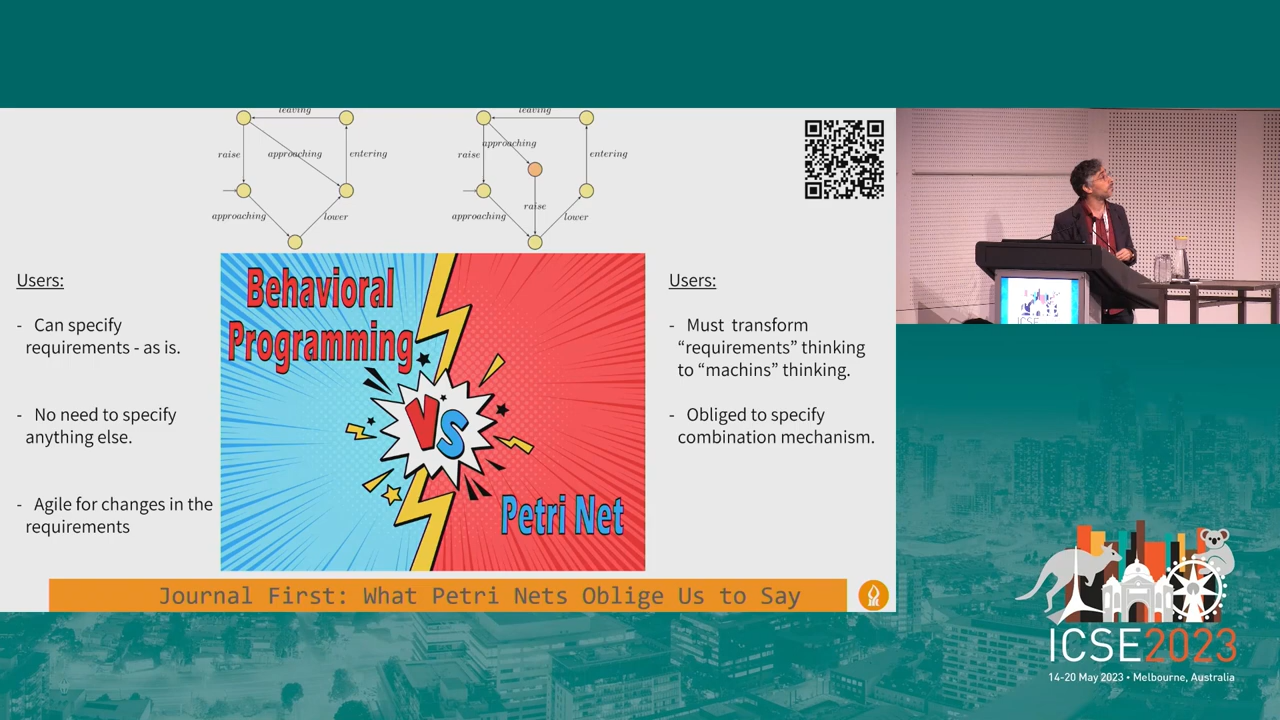 leaving
leaving
approaching
raise
approaching
entering
raise
entering
raise
approaching
lower
approaching
lower
Users:
- Can specify
requirements - as is.
- No need to specify
anything else.
- Agile for changes in the
requirements
Behavioral
Programming
VS
Petri Net
Users:
- Must transform
“requirements” thinking
to “machins” thinking.
- Obliged to specify
combination mechanism.
Journal First: What Petri Nets Oblige Us to Say
ICSE
ICSE2023
14-20 May 2023 • Melbourne, Australia